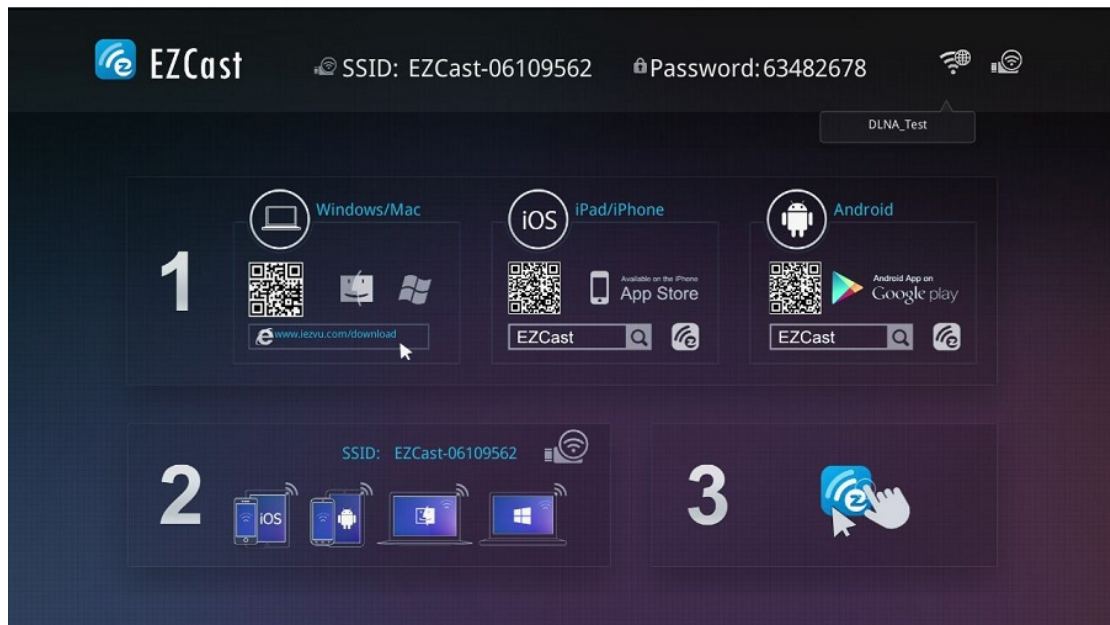 EZCast SSID: EZCast-06109562 Password: 63482678
DLNA_Test
1
Windows/Mac
www.iezvu.com/download
iPad/iPhone
iOS
Available on the iPhone
App Store
EZCast
Android
Android App on
Google play
EZCast
2
SSID: EZCast-06109562
iOS
3